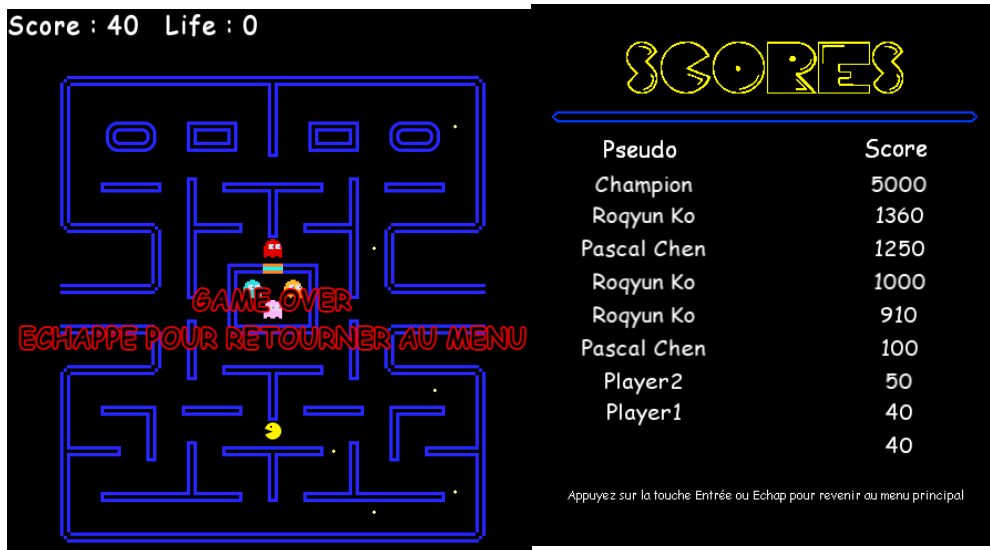 Score : 40 Life : 0
GAME OVER
ECHAPPE POUR RETOURNER AU MENU
SCORES
Pseudo Score
Champion 5000
Roqyun Ko 1360
Pascal Chen 1250
Roqyun Ko 1000
Roqyun Ko 910
Pascal Chen 100
Player2 50
Player1 40
40
Appuyez sur la touche Entrée ou Echap pour revenir au menu principal